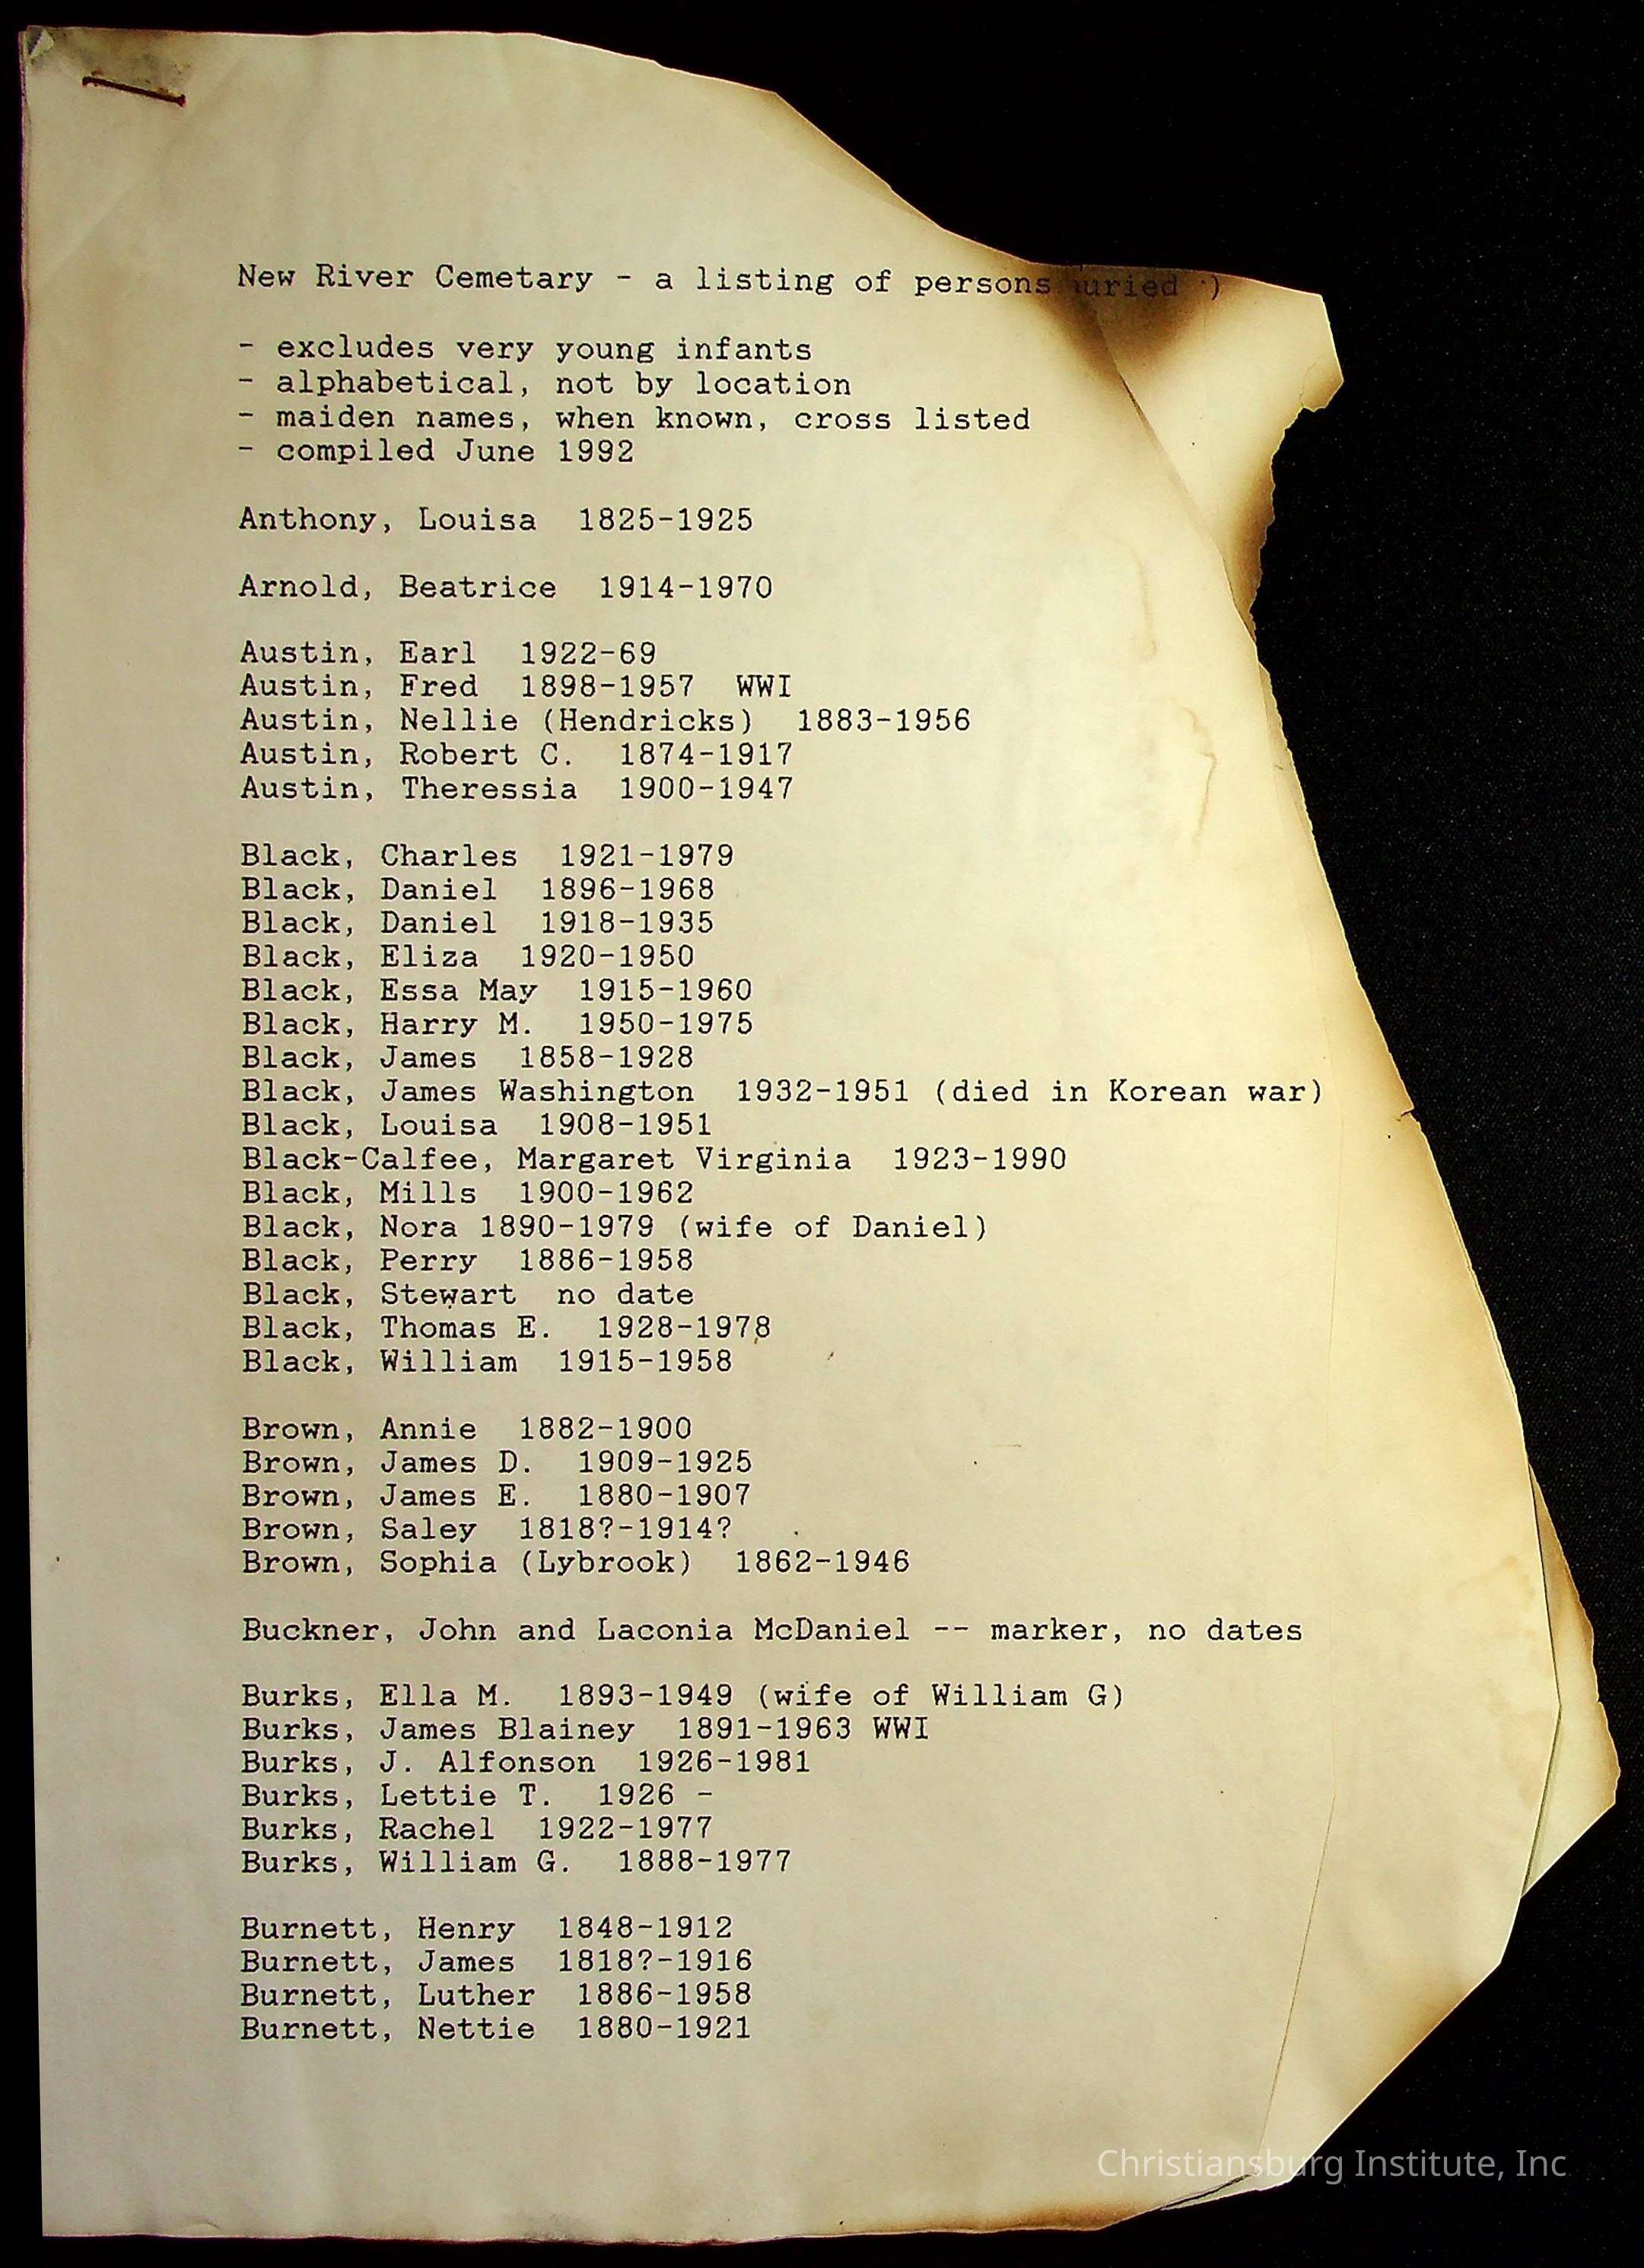 New River Cemetary - a listing of persons
- excludes very young infants
- alphabetical, not by location
- maiden names, when known, cross listed
- compiled June 1992
Anthony, Louisa 1825-1925
Arnold, Beatrice 1914-1970
Austin, Earl 1922-69
Austin, Fred 1898-1957 WWI
Austin, Nellie (Hendricks) 1883-1956
Austin, Robert C. 1874-1917
Austin, Theressia 1900-1947
Black, Charles 1921-1979
Black, Daniel 1896-1968
Black, Daniel 1918-1935
Black, Eliza 1920-1950
Black, Essa May 1915-1960
Black, Harry M. 1950-1975
Black, James 1858-1928
Black, James Washington 1932-1951 (died in Korean war)
Black, Louisa 1908-1951
Black-Calfee, Margaret Virginia 1923-1990
Black, Mills 1900-1962
Black, Nora 1890-1979 (wife of Daniel)
Black, Perry 1886-1958
Black, Stewart no date
Black, Thomas E. 1928-1978
Black, William 1915-1958
Brown, Annie 1882-1900
Brown, James D. 1909-1925
Brown, James E. 1880-1907
Brown, Saley 1818?-1914?
Brown, Sophia (Lybrook) 1862-1946
Buckner, John and Laconia McDaniel -- marker, no dates
Burks, Ella M. 1893-1949 (wife of William G)
Burks, James Blainey 1891-1963 WWI
Burks, J. Alfonson 1926-1981
Burks, Lettie T. 1926 -
Burks, Rachel 1922-1977
Burks, William G. 1888-1977
Burnett, Henry 1848-1912
Burnett, James 1818?-1916
Burnett, Luther 1886-1958
Burnett, Nettie 1880-1921
Christiansburg Institute, Inc